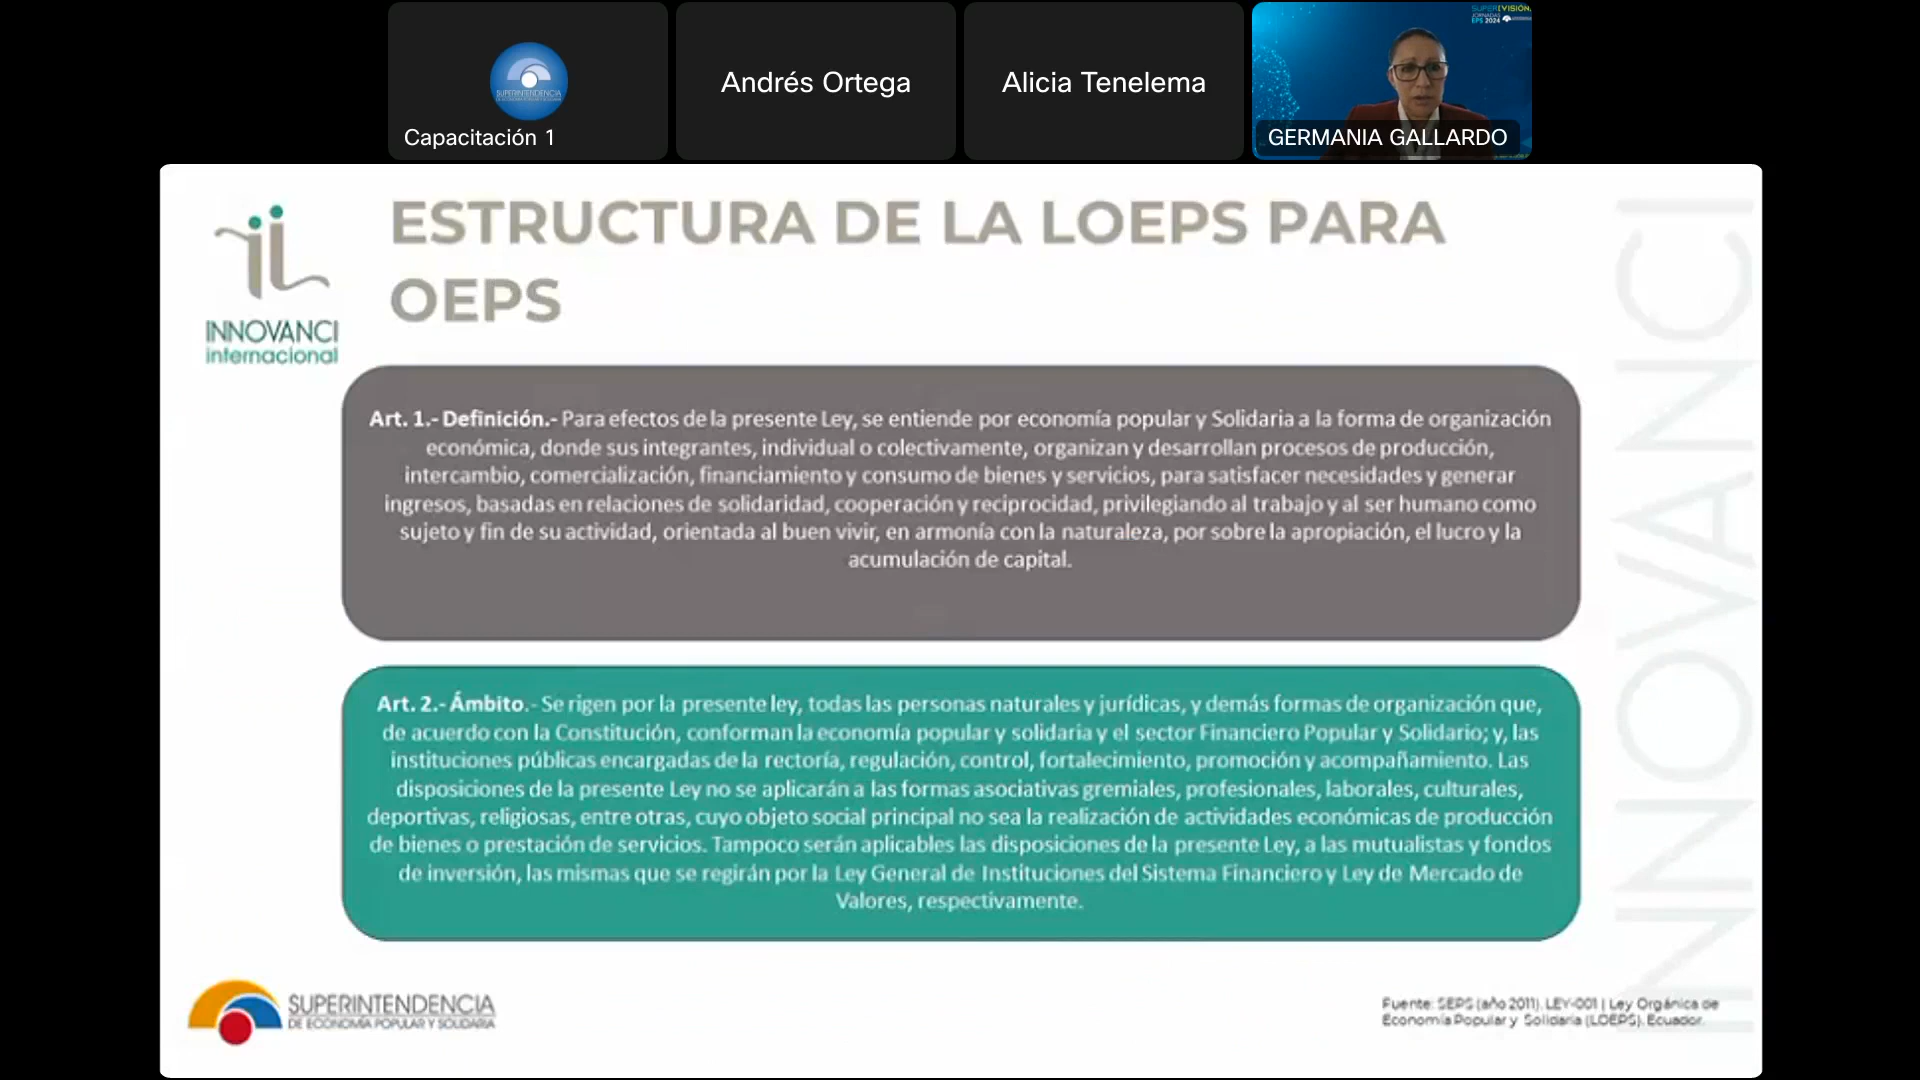 SUPER[VISIÓN]
JORNADAS
EPS 2024
SUPERINTENDENCIA
DE ECONOMÍA POPULAR Y SOLIDARIA
Capacitación 1
Andrés Ortega
Alicia Tenelema
GERMANIA GALLARDO
INNOVANCI
internacional
ESTRUCTURA DE LA LOEPS PARA
OEPS
Art. 1.- Definición.- Para efectos de la presente Ley, se entiende por economía popular y Solidaria a la forma de organización
económica, donde sus integrantes, individual o colectivamente, organizan y desarrollan procesos de producción,
intercambio, comercialización, financiamiento y consumo de bienes y servicios, para satisfacer necesidades y generar
ingresos, basadas en relaciones de solidaridad, cooperación y reciprocidad, privilegiando al trabajo y al ser humano como
sujeto y fin de su actividad, orientada al buen vivir, en armonía con la naturaleza, por sobre la apropiación, el lucro y la
acumulación de capital.
Art. 2.- Ámbito.- Se rigen por la presente ley, todas las personas naturales y jurídicas, y demás formas de organización que,
de acuerdo con la Constitución, conforman la economía popular y solidaria y el sector Financiero Popular y Solidario; y, las
instituciones públicas encargadas de la rectoría, regulación, control, fortalecimiento, promoción y acompañamiento. Las
disposiciones de la presente Ley no se aplicarán a las formas asociativas gremiales, profesionales, laborales, culturales,
deportivas, religiosas, entre otras, cuyo objeto social principal no sea la realización de actividades económicas de producción
de bienes o prestación de servicios. Tampoco serán aplicables las disposiciones de la presente Ley, a las mutualistas y fondos
de inversión, las mismas que se regirán por la Ley General de Instituciones del Sistema Financiero y Ley de Mercado de
Valores, respectivamente.
INNOVANCI
SUPERINTENDENCIA
DE ECONOMÍA POPULAR Y SOLIDARIA
Fuente: SEPS (año 2011). LEY-001 | Ley Orgánica de
Economía Popular y Solidaria (LOEPS). Ecuador.